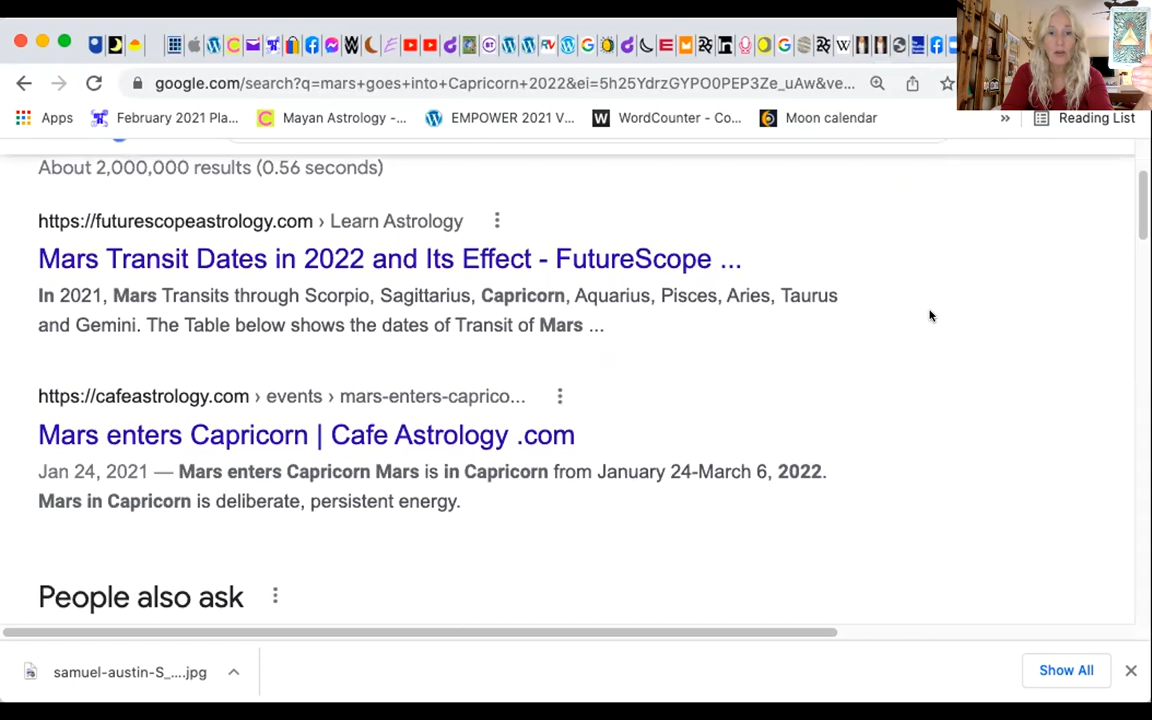 google.com/search?q=mars+goes+into+Capricorn+2022&ei=5h25YdrzGYPO0PEP3Ze_uAw&ve...
Apps February 2021 Pla... Mayan Astrology -... EMPOWER 2021 V... WordCounter - Co... Moon calendar » Reading List
About 2,000,000 results (0.56 seconds)
https://futurescopeastrology.com › Learn Astrology
Mars Transit Dates in 2022 and Its Effect - FutureScope ...
In 2021, Mars Transits through Scorpio, Sagittarius, Capricorn, Aquarius, Pisces, Aries, Taurus
and Gemini. The Table below shows the dates of Transit of Mars ...
https://cafeastrology.com › events › mars-enters-caprico...
Mars enters Capricorn | Cafe Astrology .com
Jan 24, 2021 — Mars enters Capricorn Mars is in Capricorn from January 24-March 6, 2022.
Mars in Capricorn is deliberate, persistent energy.
People also ask
samuel-austin-S_....jpg
Show All